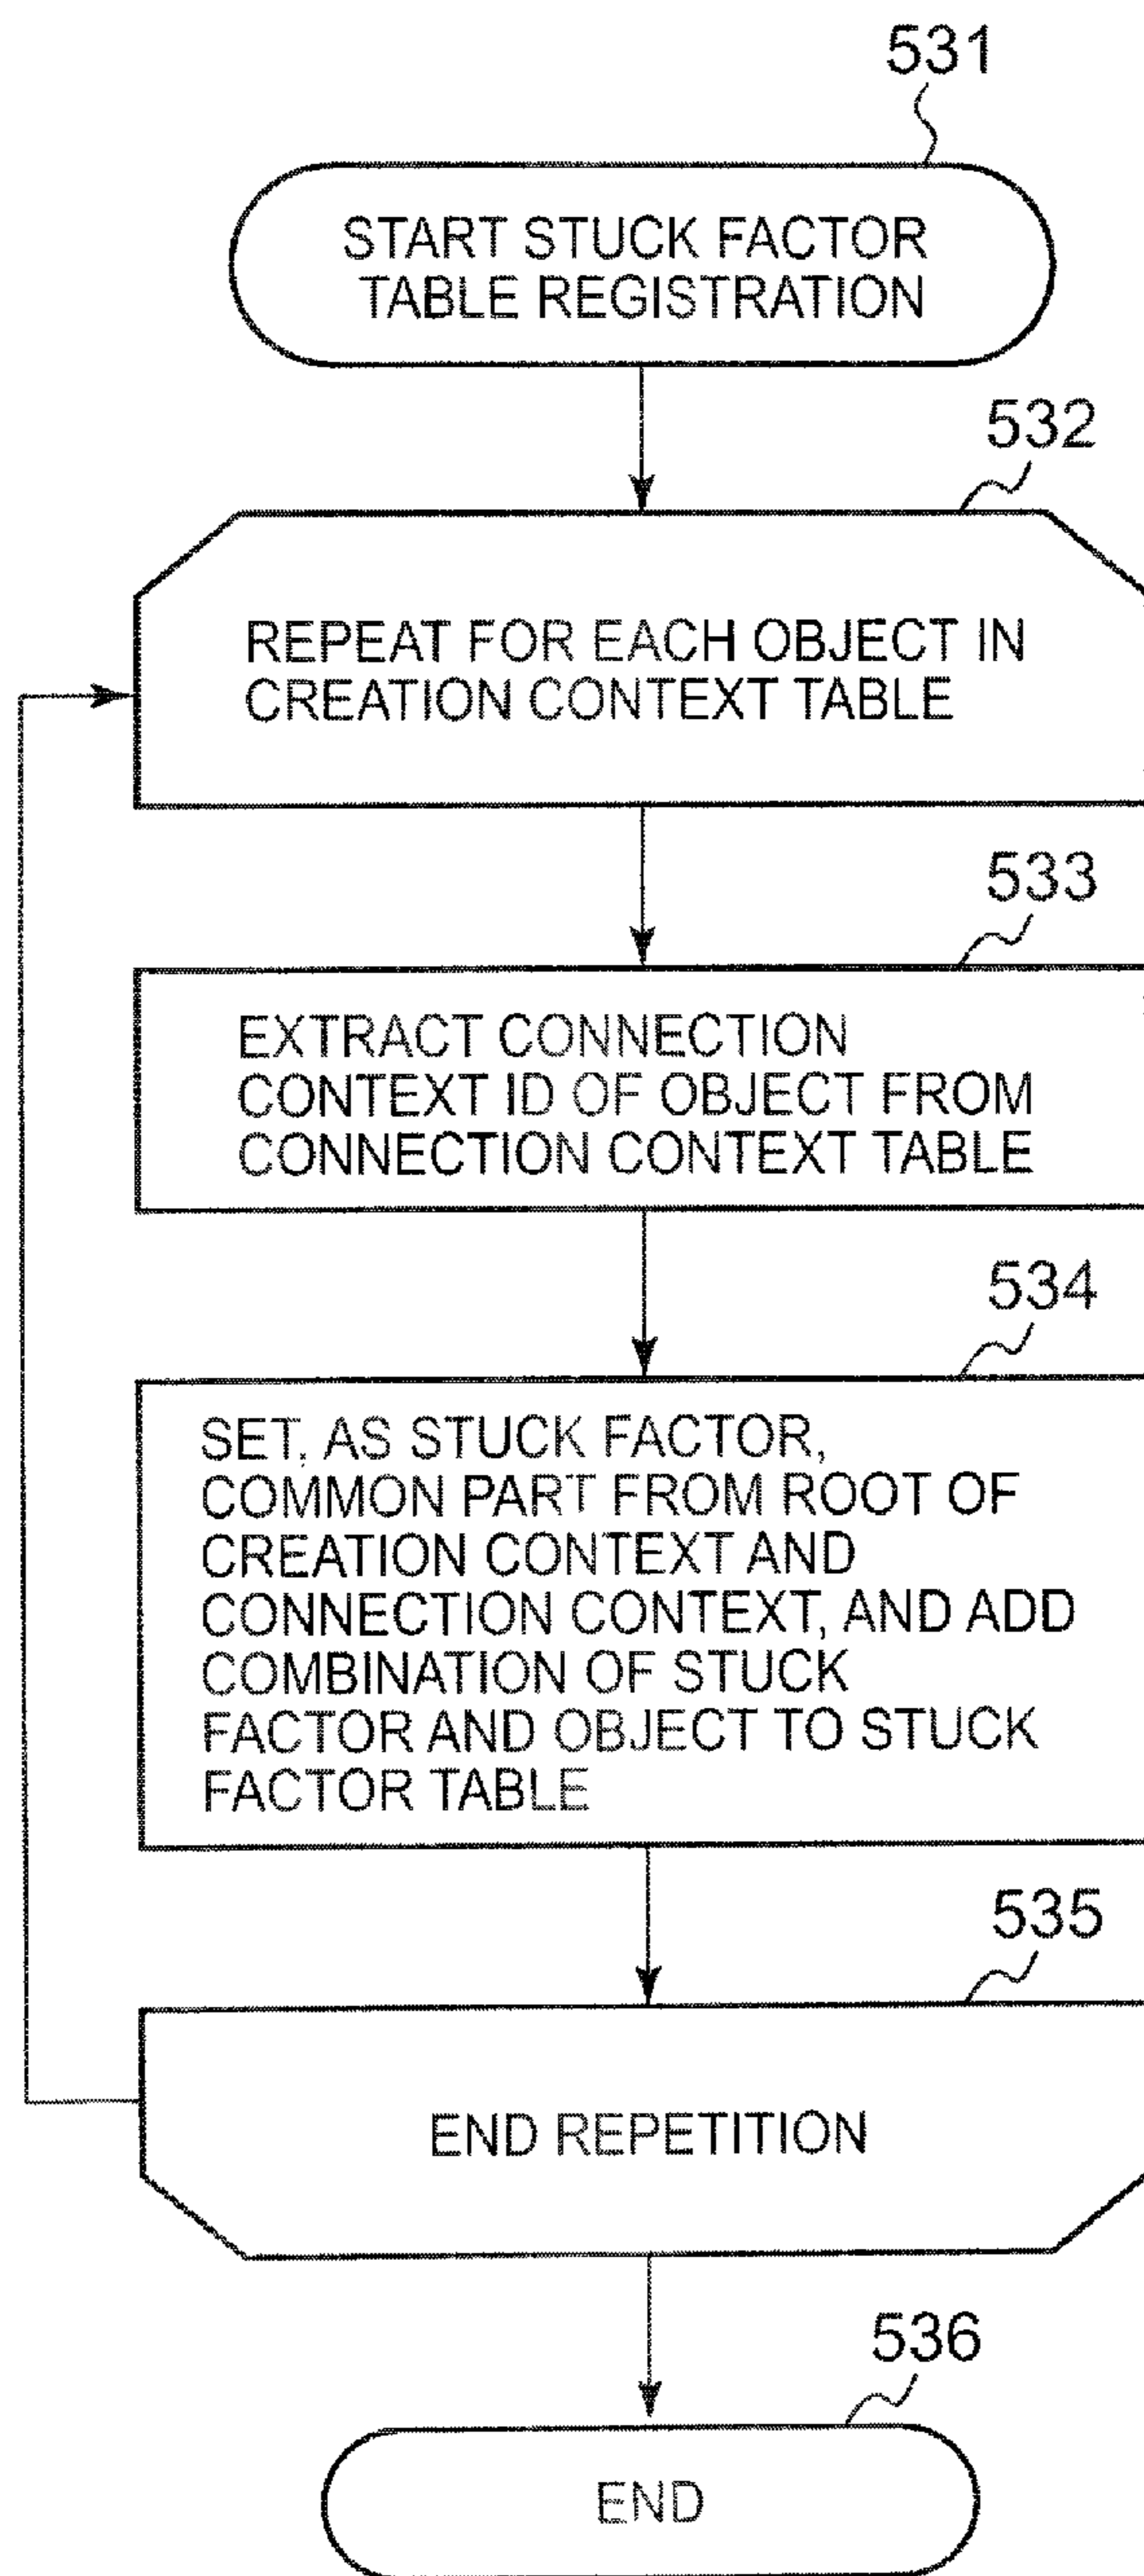 531
START STUCK FACTOR
TABLE REGISTRATION
532
REPEAT FOR EACH OBJECT IN
CREATION CONTEXT TABLE
533
EXTRACT CONNECTION
CONTEXT ID OF OBJECT FROM
CONNECTION CONTEXT TABLE
534
SET, AS STUCK FACTOR,
COMMON PART FROM ROOT OF
CREATION CONTEXT AND
CONNECTION CONTEXT, AND ADD
COMBINATION OF STUCK
FACTOR AND OBJECT TO STUCK
FACTOR TABLE
535
END REPETITION
536
END